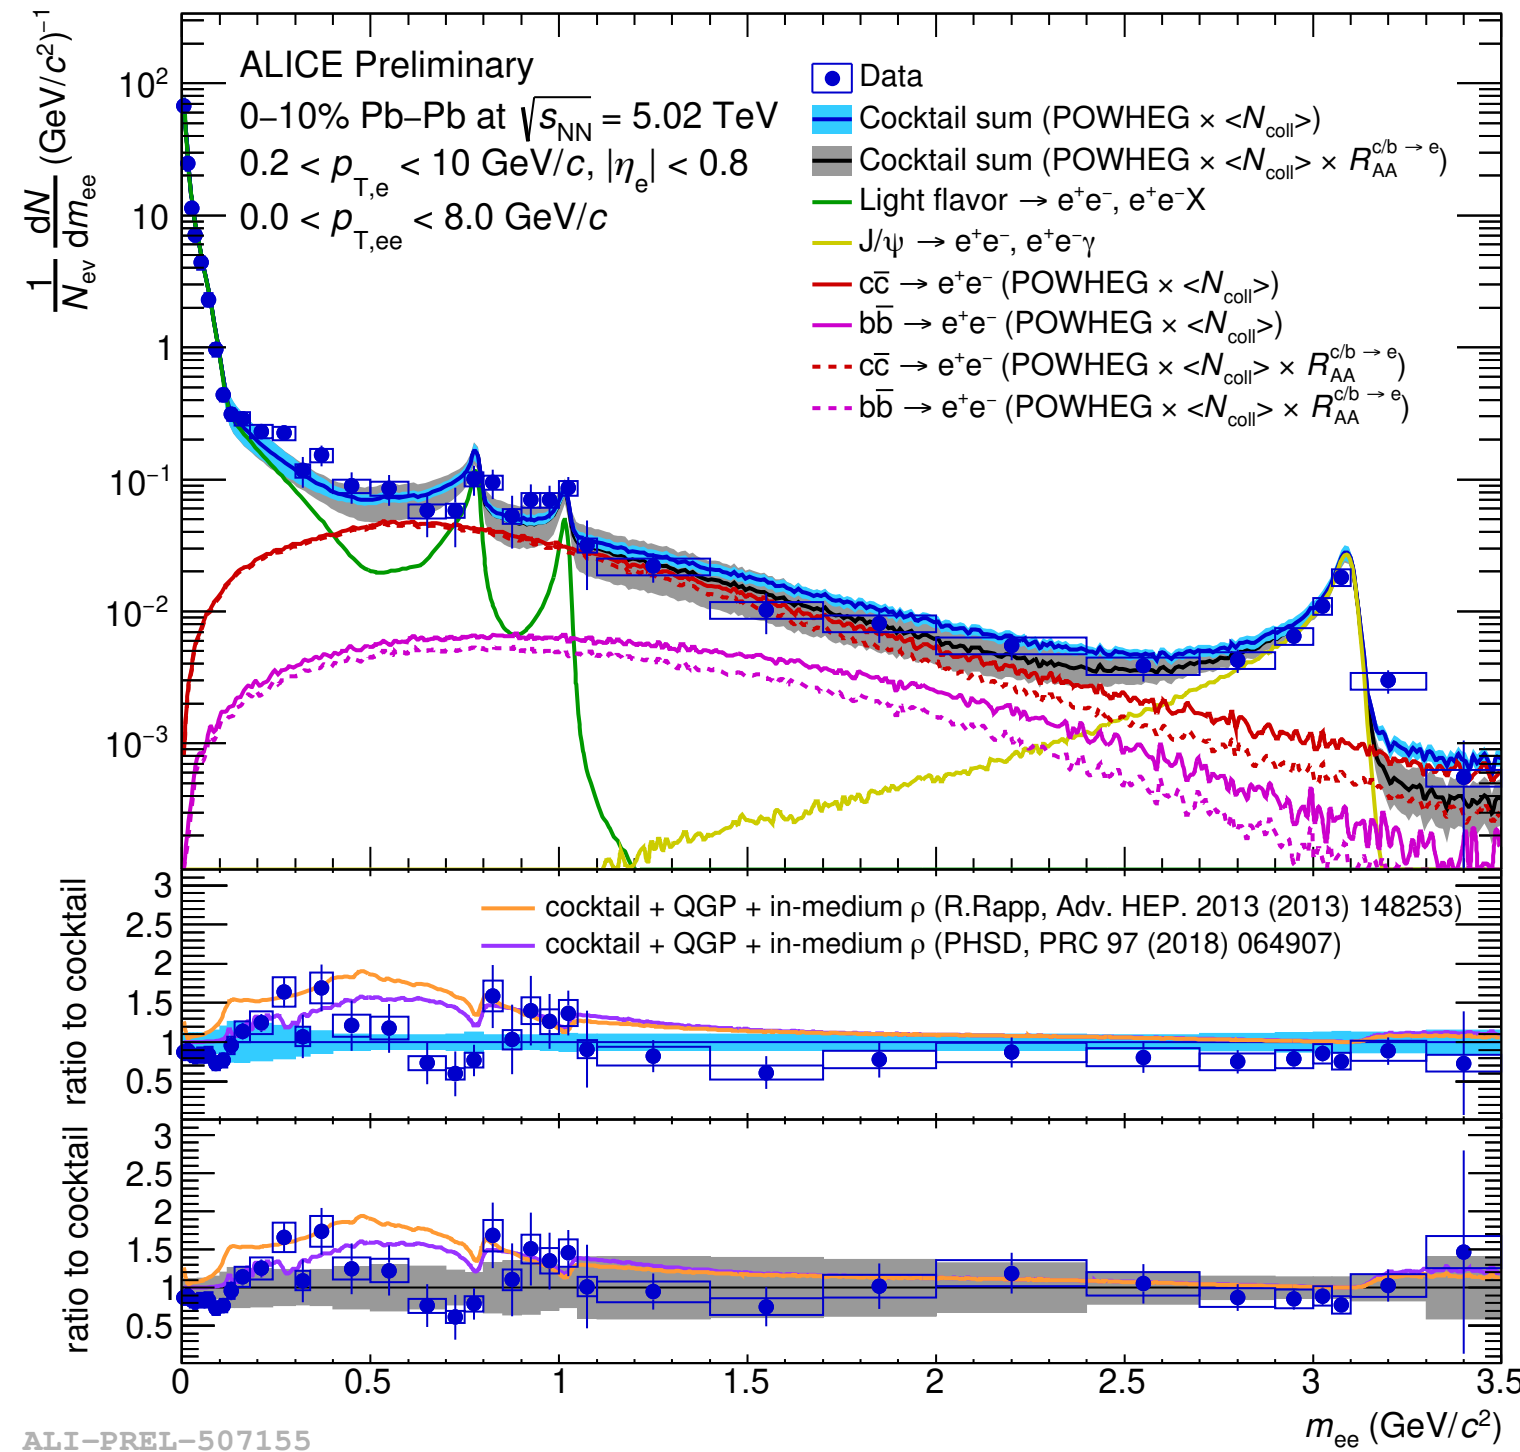 ALICE Preliminary
0–10% Pb–Pb at √s_NN = 5.02 TeV
0.2 < p_T,e < 10 GeV/c, |η_e| < 0.8
0.0 < p_T,ee < 8.0 GeV/c
Data
Cocktail sum (POWHEG × <N_coll>)
Cocktail sum (POWHEG × <N_coll> × R_AA^c/b → e)
Light flavor → e⁺e⁻, e⁺e⁻X
J/ψ → e⁺e⁻, e⁺e⁻γ
cc̅ → e⁺e⁻ (POWHEG × <N_coll>)
bb̅ → e⁺e⁻ (POWHEG × <N_coll>)
cc̅ → e⁺e⁻ (POWHEG × <N_coll> × R_AA^c/b → e)
bb̅ → e⁺e⁻ (POWHEG × <N_coll> × R_AA^c/b → e)
1/N_ev dN/dm_ee (GeV/c²)⁻¹
10²
10
1
10⁻¹
10⁻²
10⁻³
cocktail + QGP + in-medium ρ (R.Rapp, Adv. HEP. 2013 (2013) 148253)
cocktail + QGP + in-medium ρ (PHSD, PRC 97 (2018) 064907)
ratio to cocktail
3
2.5
2
1.5
1
0.5
ratio to cocktail
3
2.5
2
1.5
1
0.5
0 0.5 1 1.5 2 2.5 3 3.5
m_ee (GeV/c²)
ALI−PREL−507155